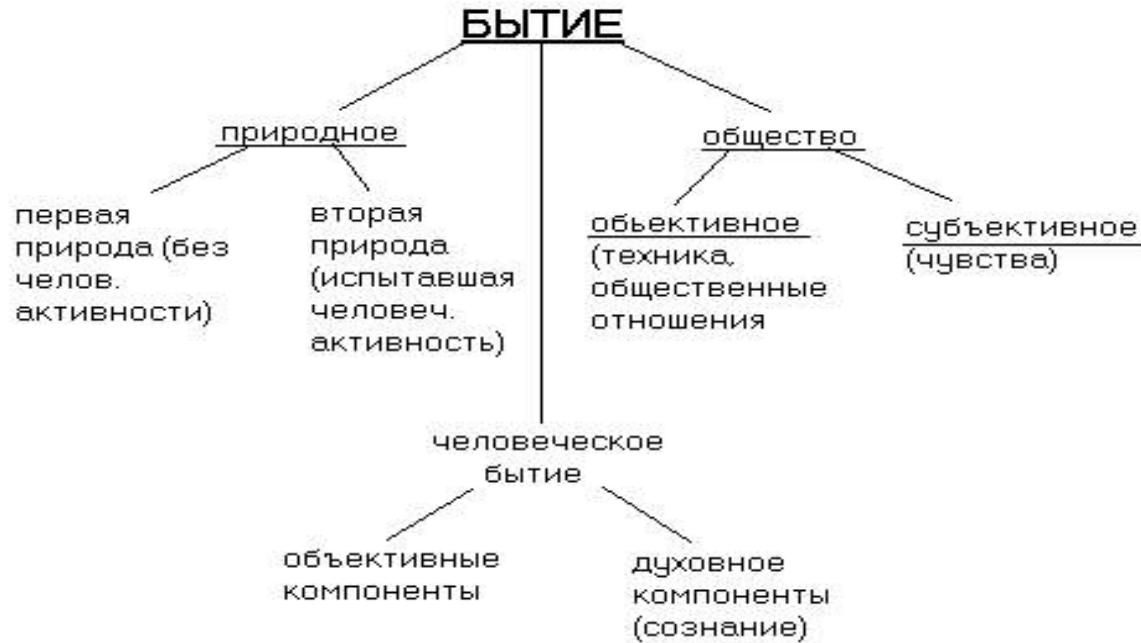 БЫТИЕ
природное
общество
первая
природа (без
челов.
активности)
вторая
природа
(испытавшая
человеч.
активность)
обьективное
(техника,
общественные
отношения
субъективное
(чувства)
человеческое
бытие
объективные
компоненты
духовное
компоненты
(сознание)